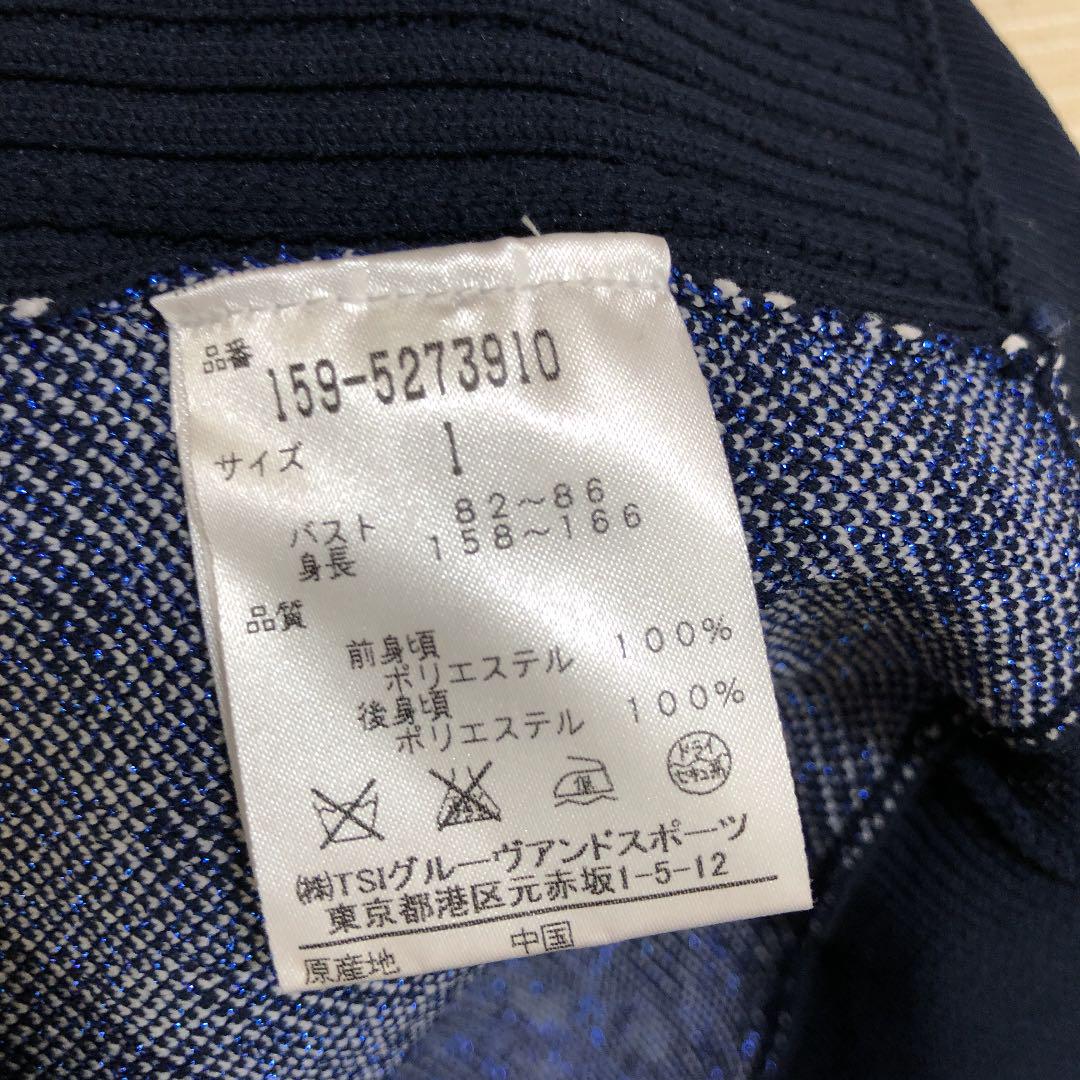 品番
159-5273910
サイズ 1
バスト 82～86
身長 158～166
品質
前身頃
ポリエステル 100%
後身頃
ポリエステル 100%
低 ドライ セキユ系
㈱TSIグルーヴアンドスポーツ
東京都港区元赤坂1-5-12
原産地 中国